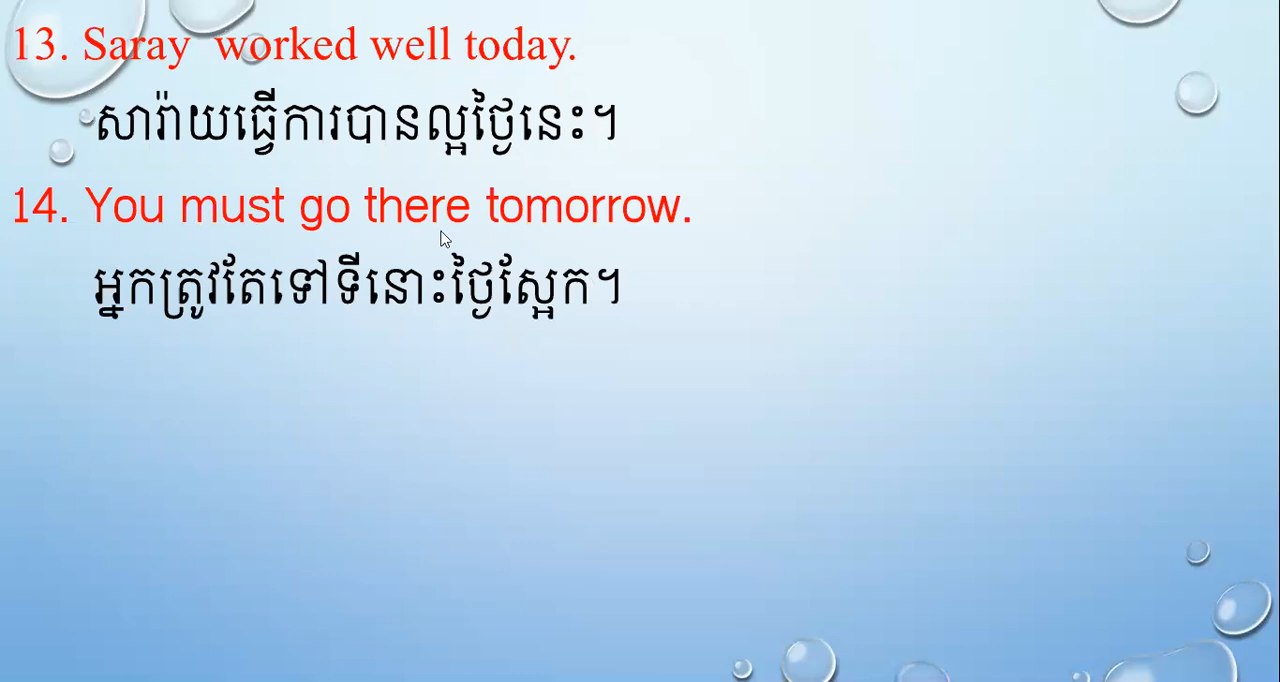 13. Saray  worked well today.
សារ៉ាយធ្វើការបានល្អថ្ងៃនេះ។
14. You must go there tomorrow.
អ្នកត្រូវតែទៅទីនោះថ្ងៃស្អែក។